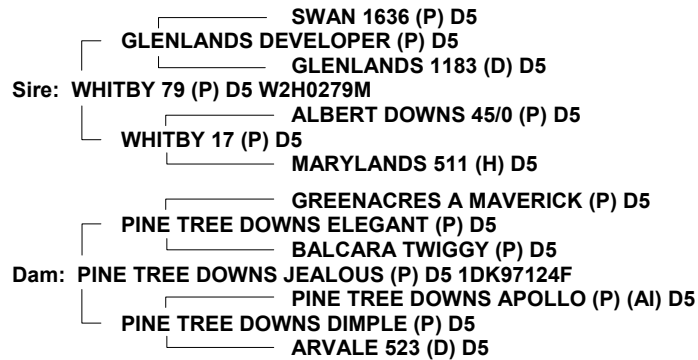 SWAN 1636 (P) D5
GLENLANDS DEVELOPER (P) D5
GLENLANDS 1183 (D) D5
Sire: WHITBY 79 (P) D5 W2H0279M
ALBERT DOWNS 45/0 (P) D5
WHITBY 17 (P) D5
MARYLANDS 511 (H) D5
GREENACRES A MAVERICK (P) D5
PINE TREE DOWNS ELEGANT (P) D5
BALCARA TWIGGY (P) D5
Dam: PINE TREE DOWNS JEALOUS (P) D5 1DK97124F
PINE TREE DOWNS APOLLO (P) (AI) D5
PINE TREE DOWNS DIMPLE (P) D5
ARVALE 523 (D) D5